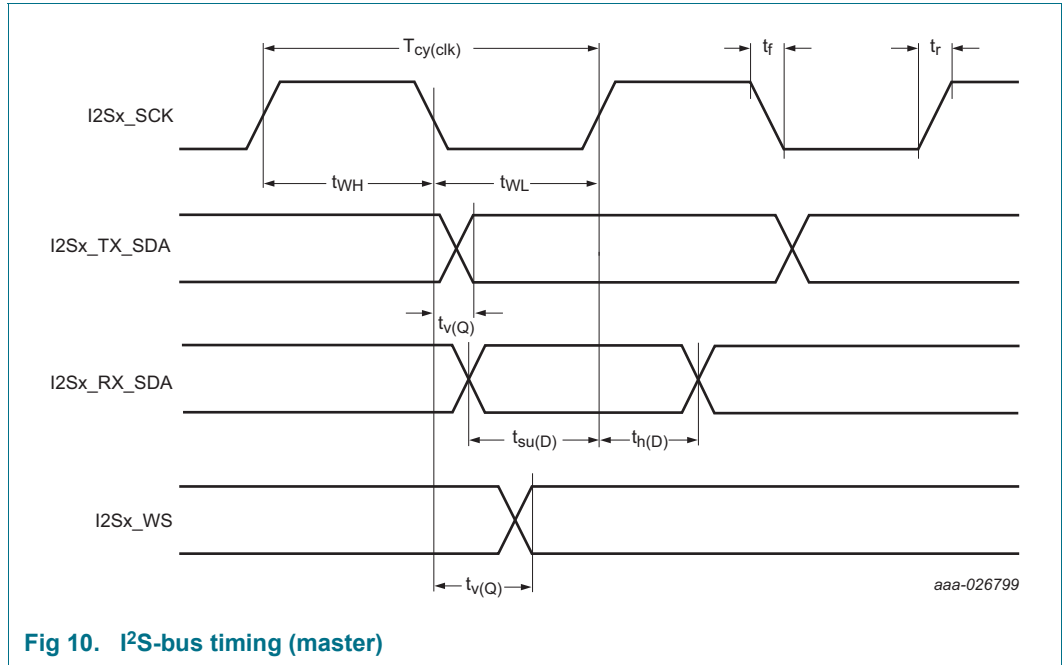 Tcy(clk) tf tr
I2Sx_SCK
tWH tWL
I2Sx_TX_SDA
tv(Q)
I2Sx_RX_SDA
tsu(D) th(D)
I2Sx_WS
tv(Q)
aaa-026799
Fig 10. I²S-bus timing (master)